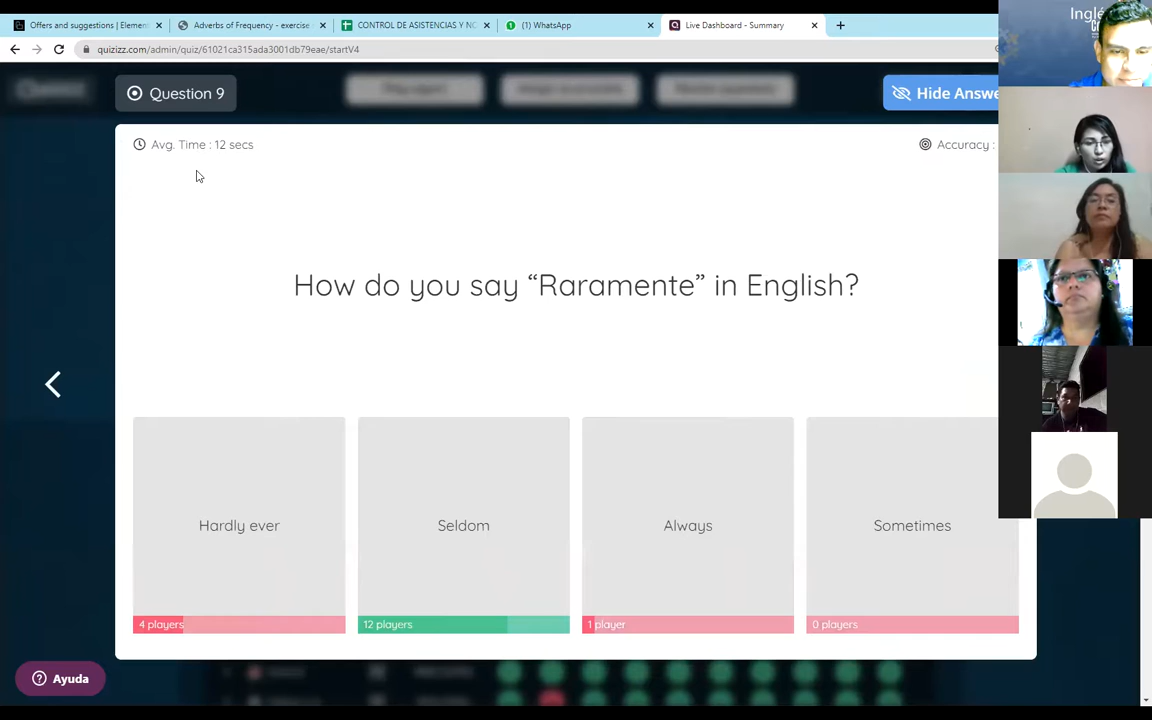 Offers and suggestions | Element
Adverbs of Frequency - exercise
CONTROL DE ASISTENCIAS Y NO
(1) WhatsApp
Live Dashboard - Summary
quizizz.com/admin/quiz/61021ca315ada3001db79eae/startV4
Inglé
Question 9
Hide Answe
Avg. Time : 12 secs
Accuracy :
How do you say “Raramente” in English?
Hardly ever
Seldom
Always
Sometimes
4 players
12 players
1 player
0 players
Ayuda